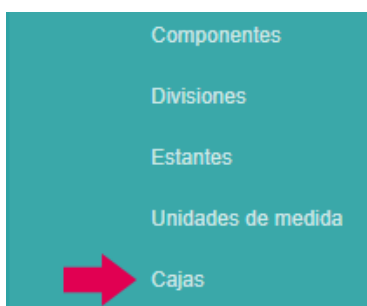 Componentes
Divisiones
Estantes
Unidades de medida
Cajas